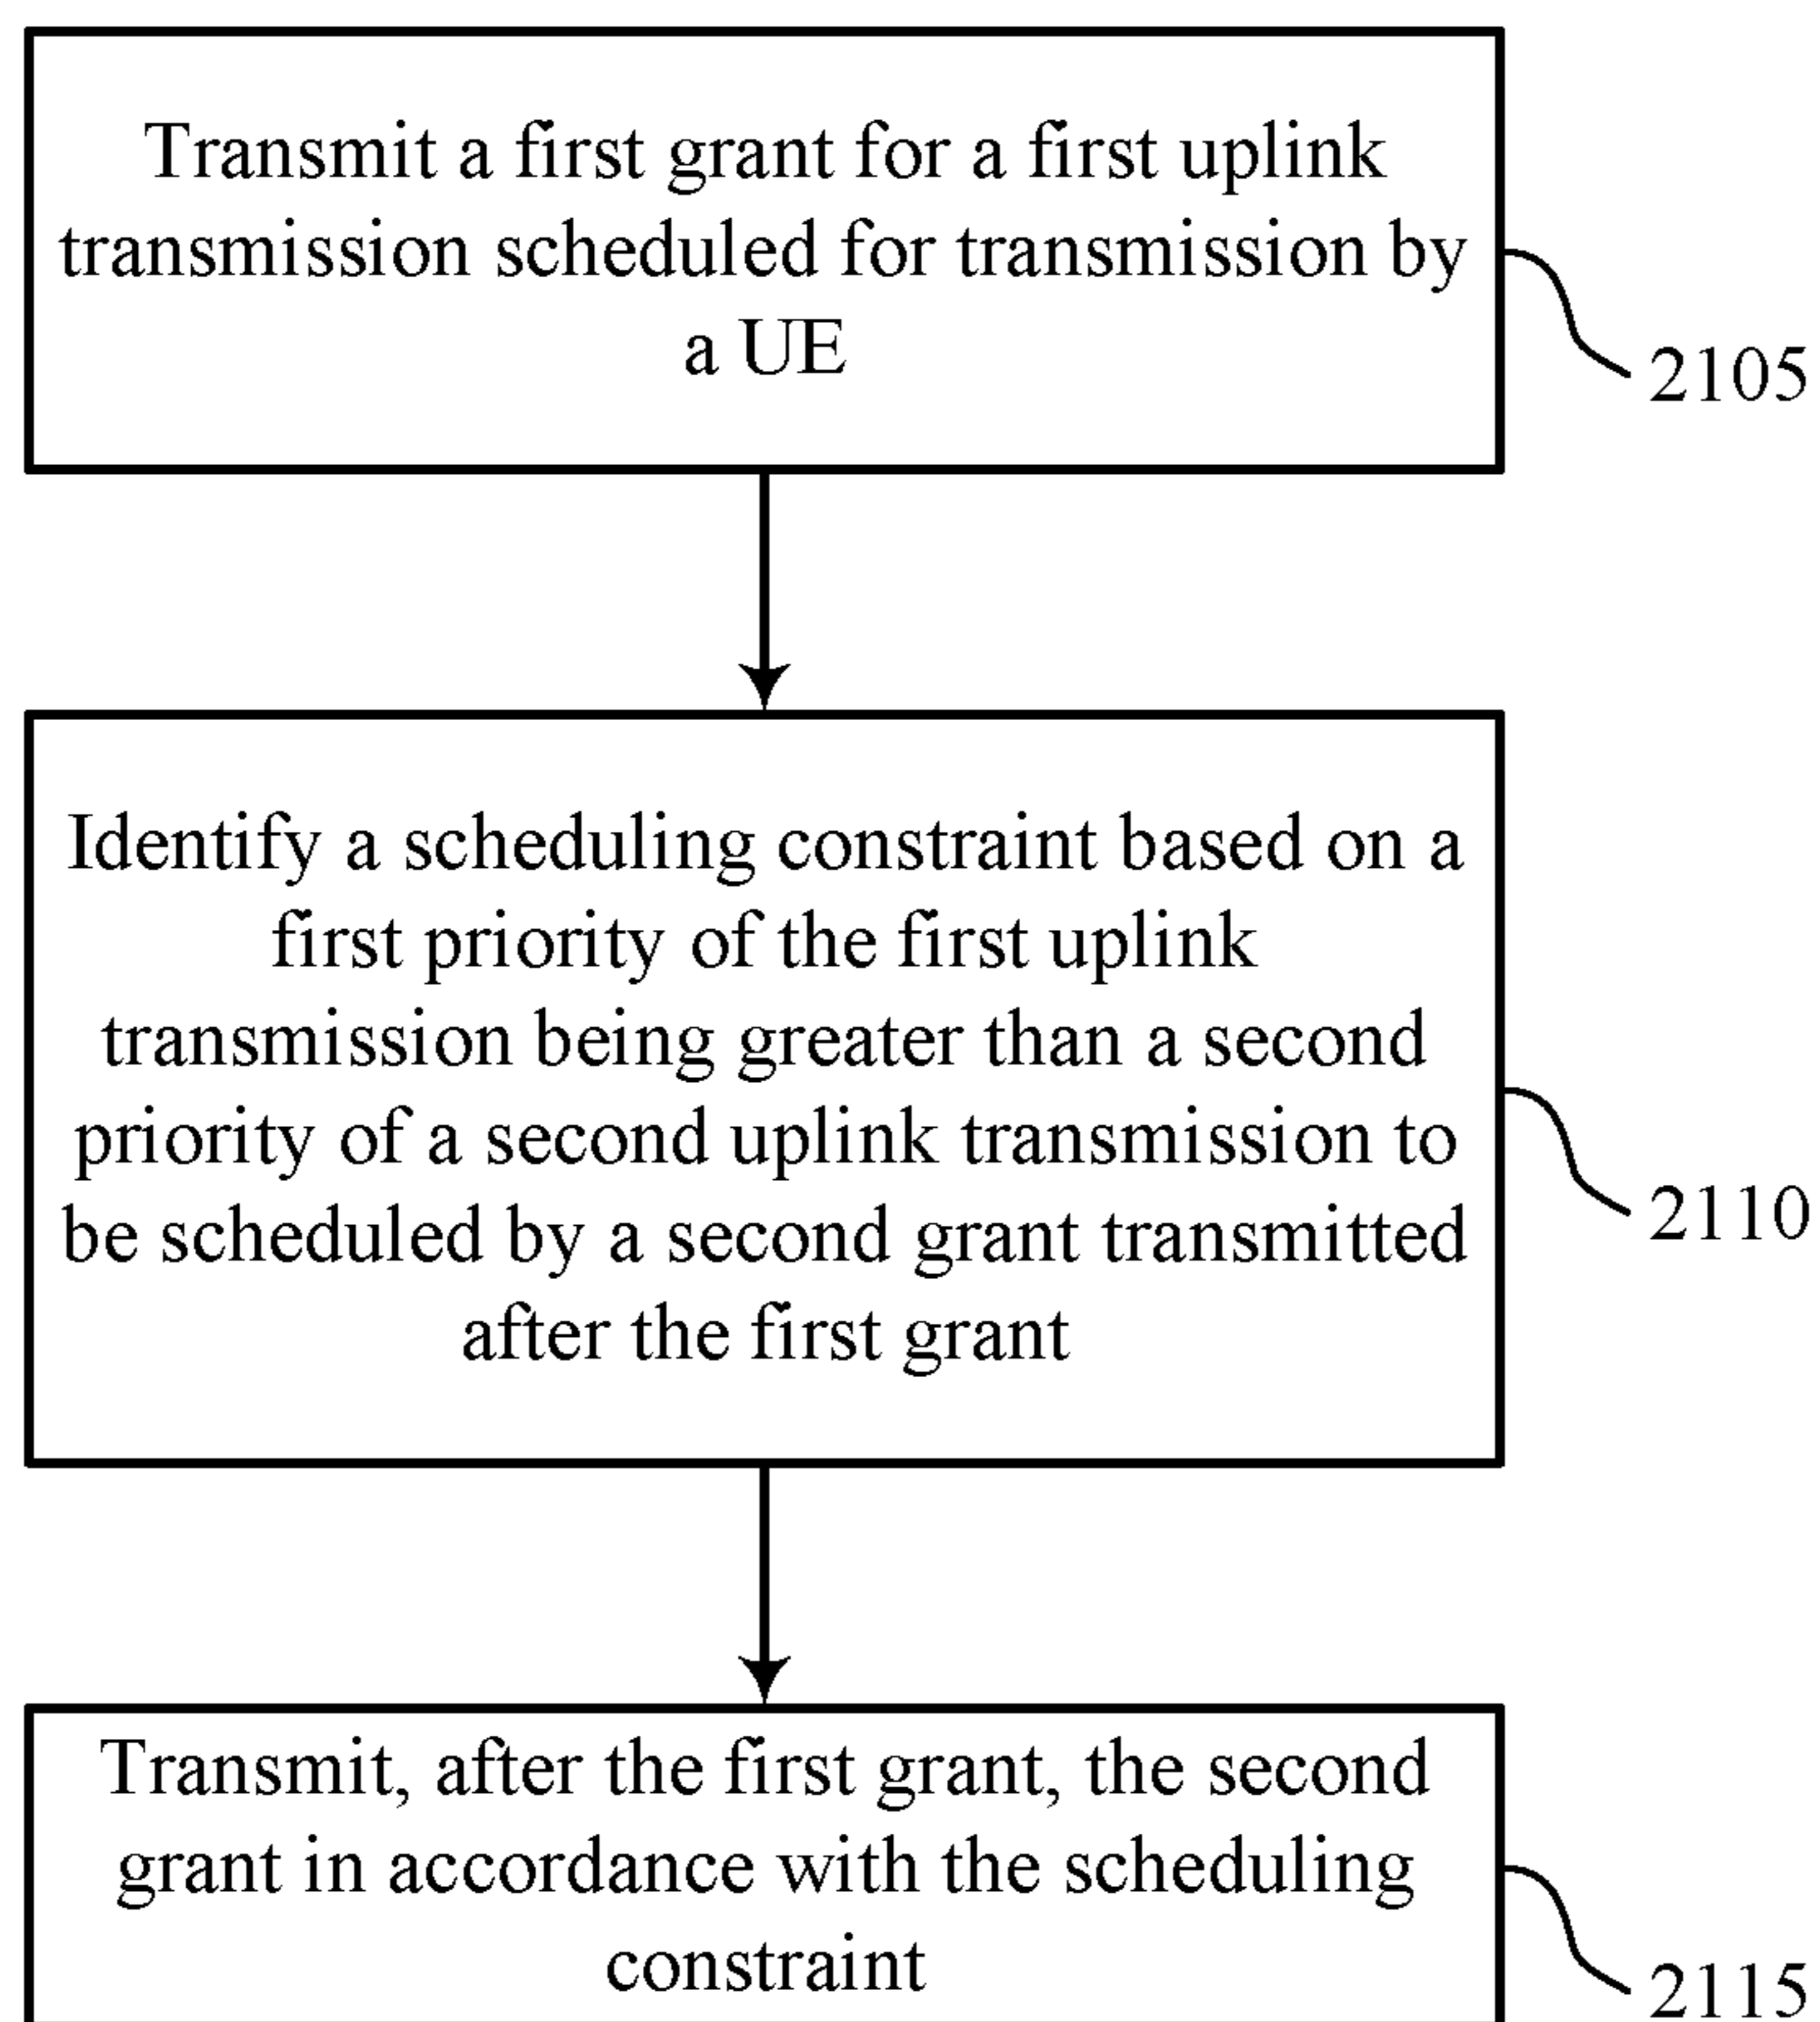 Transmit a first grant for a first uplink
transmission scheduled for transmission by
a UE
2105
Identify a scheduling constraint based on a
first priority of the first uplink
transmission being greater than a second
priority of a second uplink transmission to
be scheduled by a second grant transmitted
after the first grant
2110
Transmit, after the first grant, the second
grant in accordance with the scheduling
constraint
2115